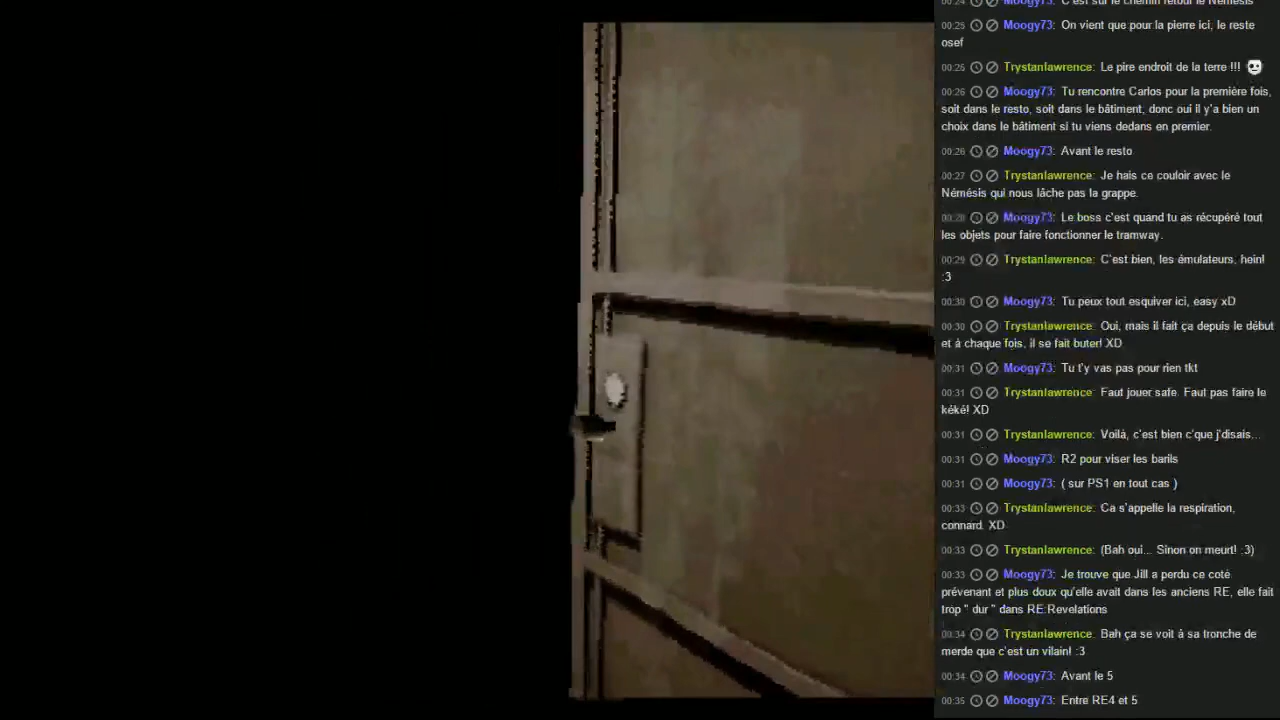 00:24 C'est sur le chemin retour le Némésis
00:25 Moogy73: On vient que pour la pierre ici, le reste
osef
00:25 Trystanlawrence: Le pire endroit de la terre !!!
00:26 Moogy73: Tu rencontre Carlos pour la première fois,
soit dans le resto, soit dans le bâtiment, donc oui il y'a bien un
choix dans le bâtiment si tu viens dedans en premier.
00:26 Moogy73: Avant le resto
00:27 Trystanlawrence: Je hais ce couloir avec le
Némésis qui nous lâche pas la grappe.
00:28 Moogy73: Le boss c'est quand tu as récupéré tout
les objets pour faire fonctionner le tramway.
00:29 Trystanlawrence: C'est bien, les émulateurs, hein!
:3
00:30 Moogy73: Tu peux tout esquiver ici, easy xD
00:30 Trystanlawrence: Oui, mais il fait ça depuis le début
et à chaque fois, il se fait buter! XD
00:31 Moogy73: Tu t'y vas pas pour rien tkt
00:31 Trystanlawrence: Faut jouer safe. Faut pas faire le
kéké! XD
00:31 Trystanlawrence: Voilà, c'est bien c'que j'disais...
00:31 Moogy73: R2 pour viser les barils
00:31 Moogy73: ( sur PS1 en tout cas )
00:33 Trystanlawrence: Ca s'appelle la respiration,
connard. XD
00:33 Trystanlawrence: (Bah oui... Sinon on meurt! :3)
00:33 Moogy73: Je trouve que Jill a perdu ce coté
prévenant et plus doux qu'elle avait dans les anciens RE, elle fait
trop " dur " dans RE:Revelations
00:34 Trystanlawrence: Bah ça se voit à sa tronche de
merde que c'est un vilain! :3
00:34 Moogy73: Avant le 5
00:35 Moogy73: Entre RE4 et 5